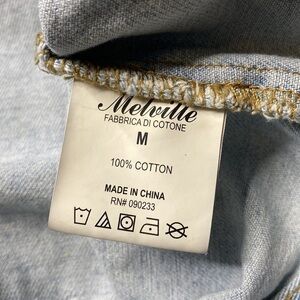 Melville
FABBRICA DI COTONE
M
100% COTTON
MADE IN CHINA
RN# 090233